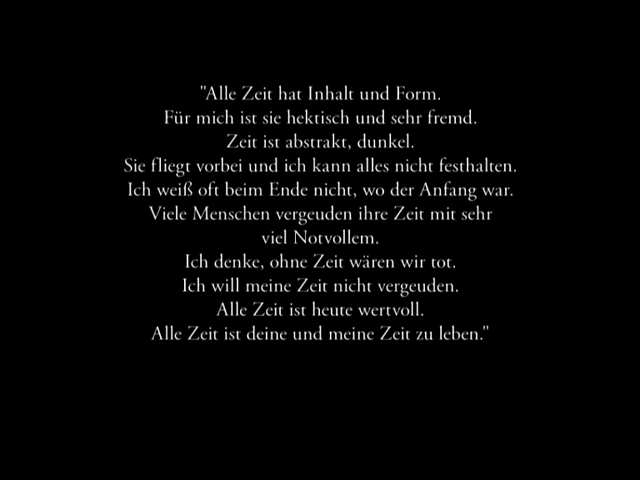 "Alle Zeit hat Inhalt und Form.
Für mich ist sie hektisch und sehr fremd.
Zeit ist abstrakt, dunkel.
Sie fliegt vorbei und ich kann alles nicht festhalten.
Ich weiß oft beim Ende nicht, wo der Anfang war.
Viele Menschen vergeuden ihre Zeit mit sehr
viel Notvollem.
Ich denke, ohne Zeit wären wir tot.
Ich will meine Zeit nicht vergeuden.
Alle Zeit ist heute wertvoll.
Alle Zeit ist deine und meine Zeit zu leben."